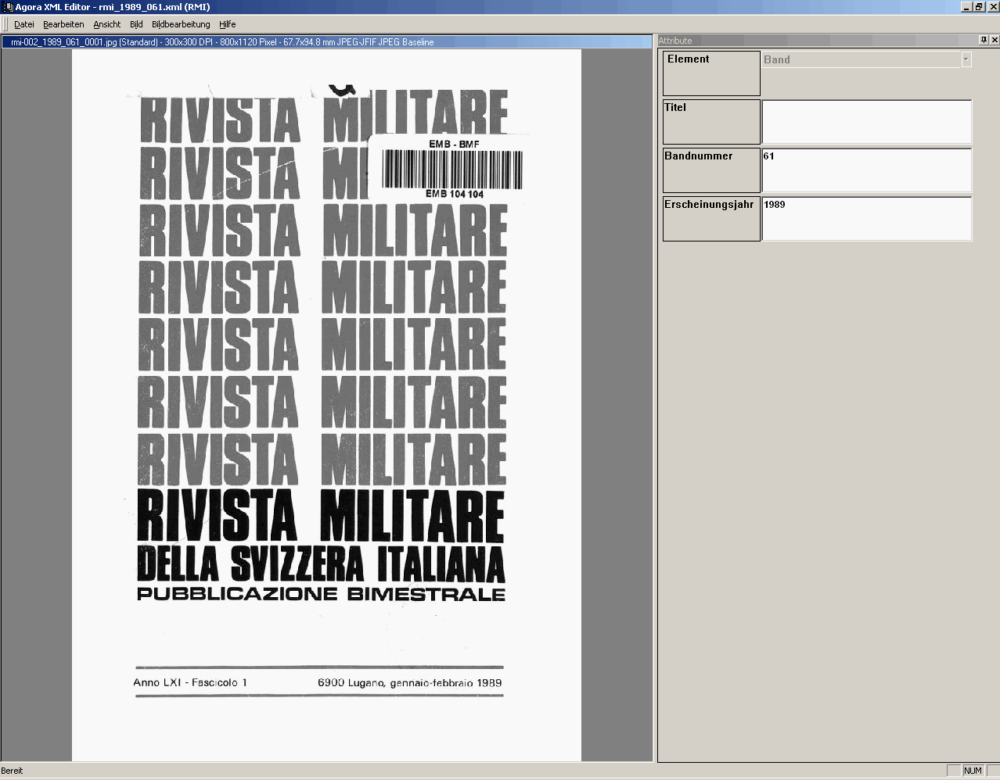 Agora XML Editor - rmi_1989_061.xml (RMI)
Datei Bearbeiten Ansicht Bild Bildbearbeitung Hilfe
rmi-002_1989_061_0001.jpg (Standard) - 300x300 DPI - 800x1120 Pixel - 67.7x94.8 mm JPEG-JFIF JPEG Baseline
RIVISTA MILITARE
EMB - BMF
RIVISTA MI
EMB 104 104
RIVISTA MILITARE
RIVISTA MILITARE
RIVISTA MILITARE
RIVISTA MILITARE
RIVISTA MILITARE
RIVISTA MILITARE
DELLA SVIZZERA ITALIANA
PUBBLICAZIONE BIMESTRALE
Anno LXI - Fascicolo 1 6900 Lugano, gennaio-febbraio 1989
Attribute
Element Band
Titel
Bandnummer 61
Erscheinungsjahr 1989
Bereit NUM